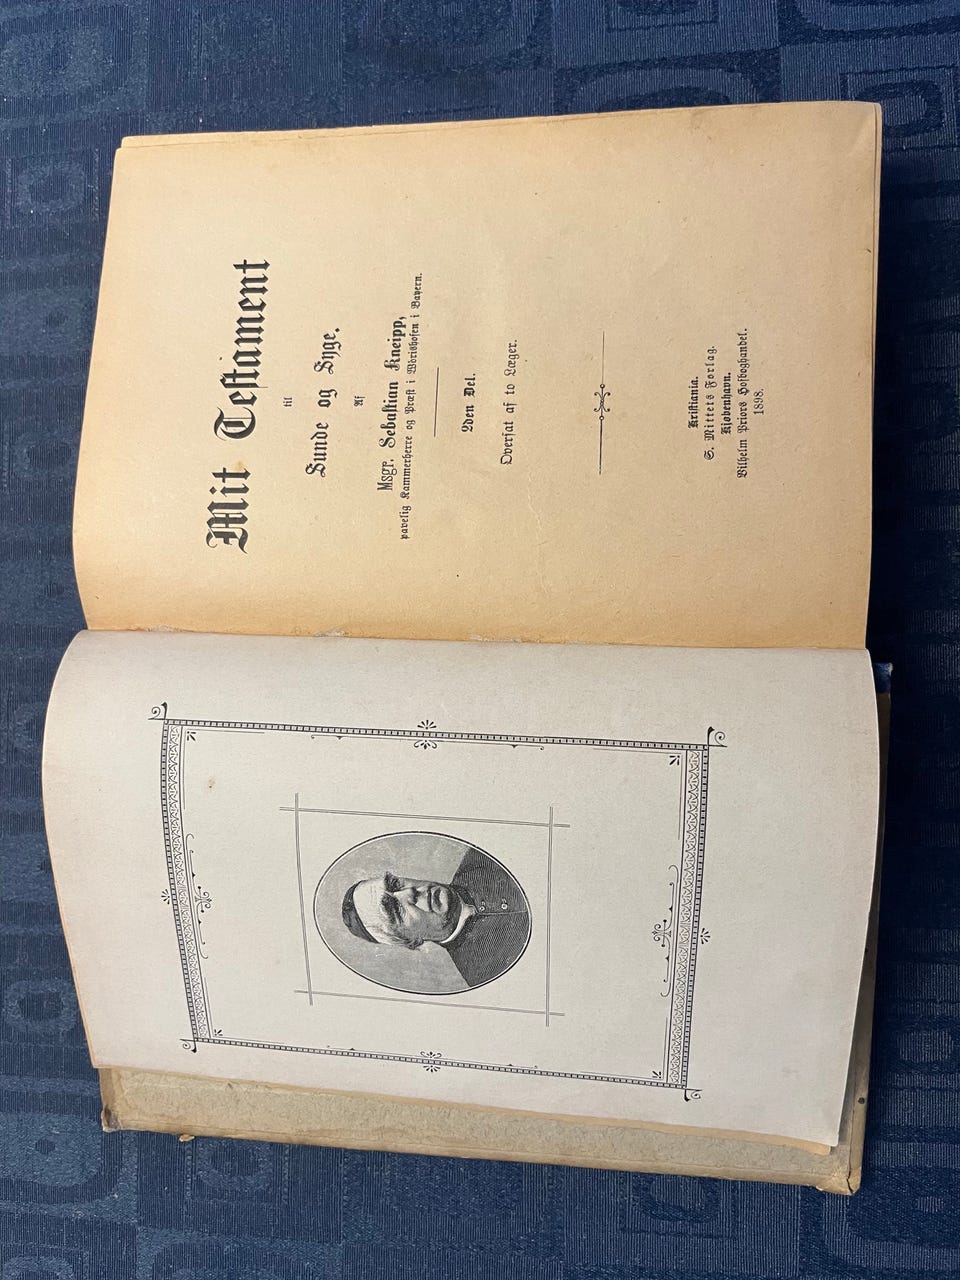 Mit Testament
til
Sunde og Syge.
Af
Msgr. Sebastian Kneipp,
pavelig Kammerherre og Præst i Wörishofen i Bayern.
2den Del.
Oversat af to Læger.
Kristiania.
S. Mittets Forlag.
Kjøbenhavn.
Vilhelm Priors Hofboghandel.
1898.